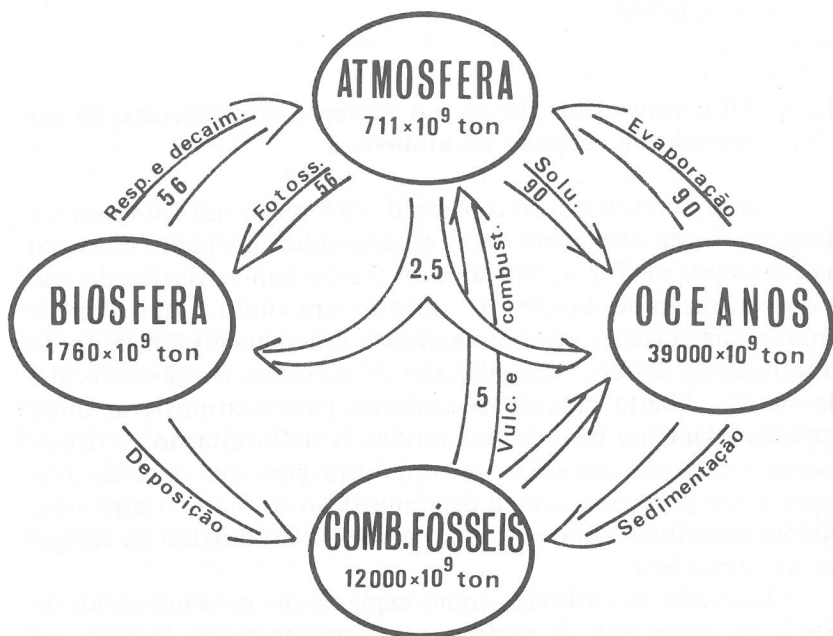 ATMOSFERA
711×10⁹ ton
Resp. e decaim.
56
Fotoss.
56
Solu.
90
Evaporação
90
2,5
Vulc. e combust.
5
BIOSFERA
1760×10⁹ ton
OCEANOS
39000×10⁹ ton
Deposição
Sedimentação
COMB. FÓSSEIS
12000×10⁹ ton